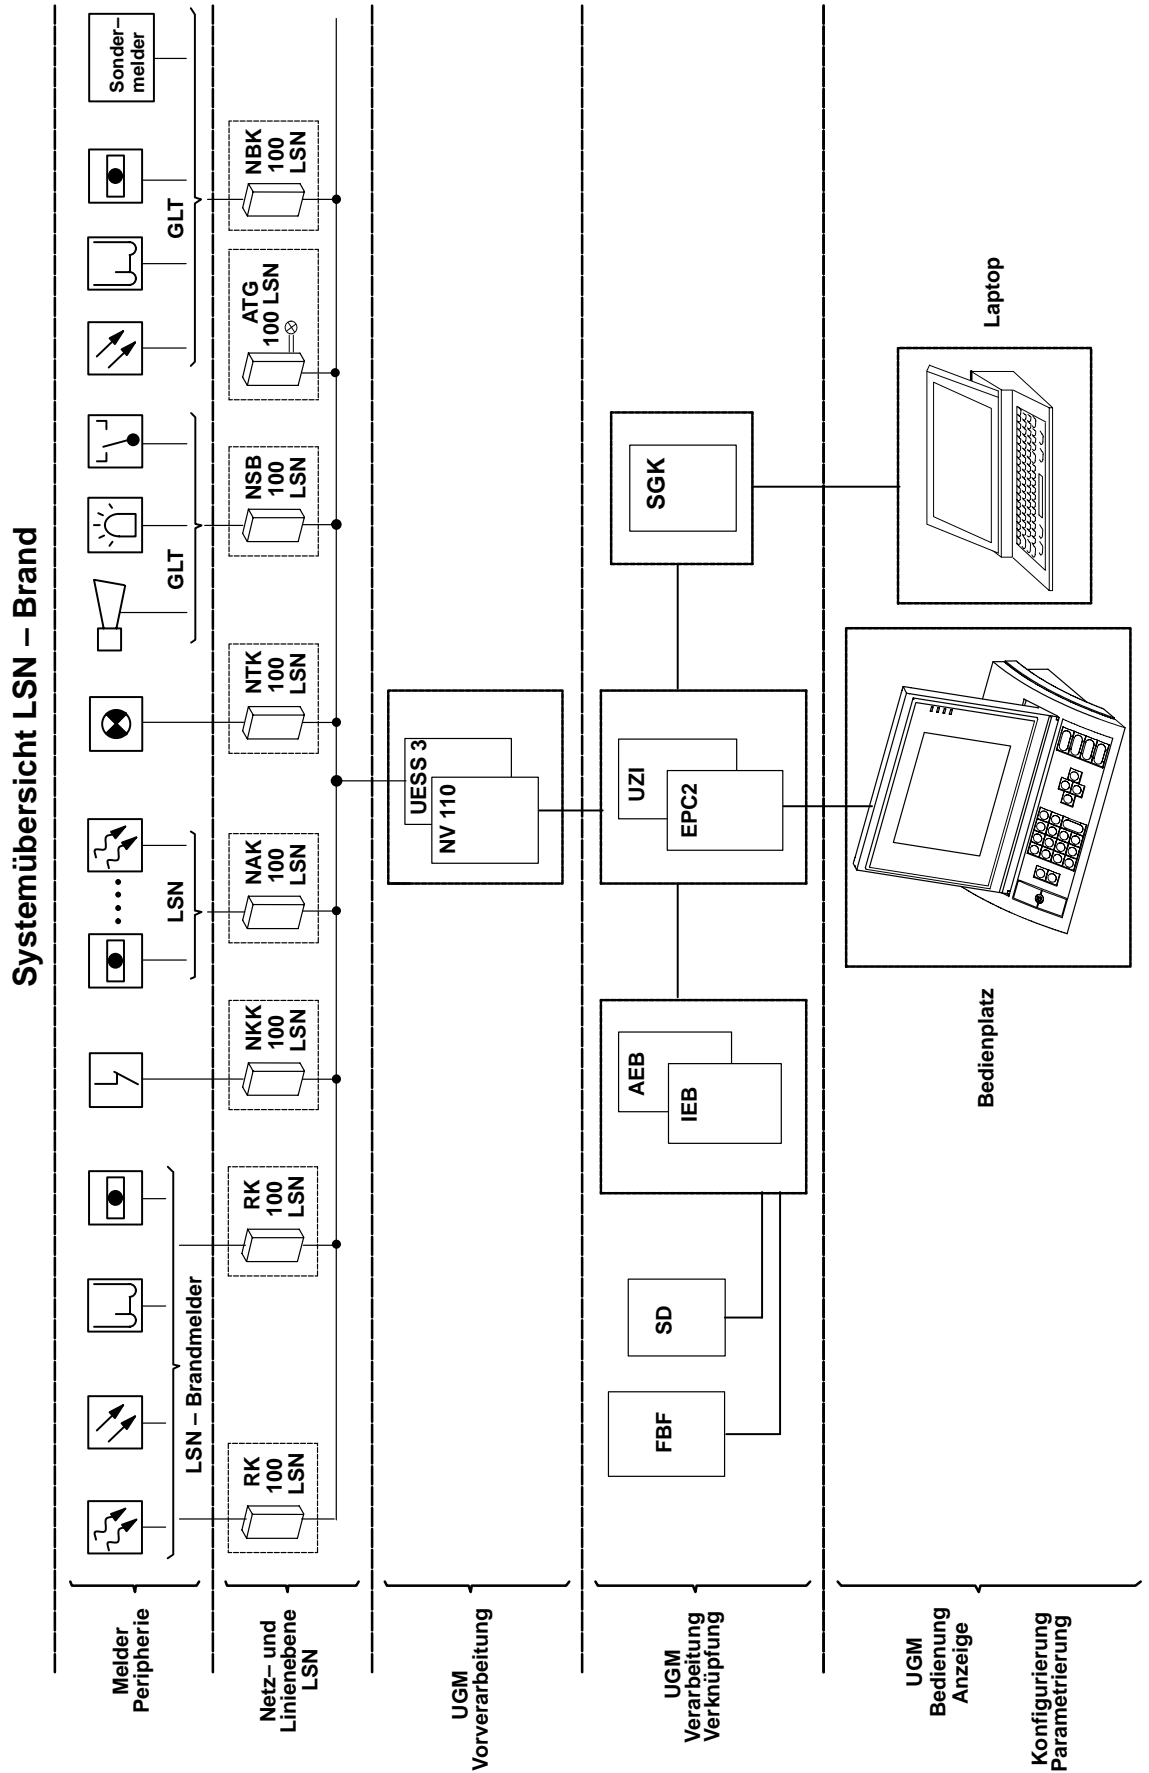 Systemübersicht LSN – Brand
Melder
Peripherie
LSN – Brandmelder
LSN
GLT
GLT
Sonder–
melder
Netz– und
Linienebene
LSN
RK
100
LSN
RK
100
LSN
NKK
100
LSN
NAK
100
LSN
NTK
100
LSN
NSB
100
LSN
ATG
100 LSN
NBK
100
LSN
UGM
Vorverarbeitung
UESS 3
NV 110
UGM
Verarbeitung
Verknüpfung
FBF
SD
AEB
IEB
UZI
EPC2
SGK
UGM
Bedienung
Anzeige
Konfigurierung
Parametrierung
Bedienplatz
Laptop